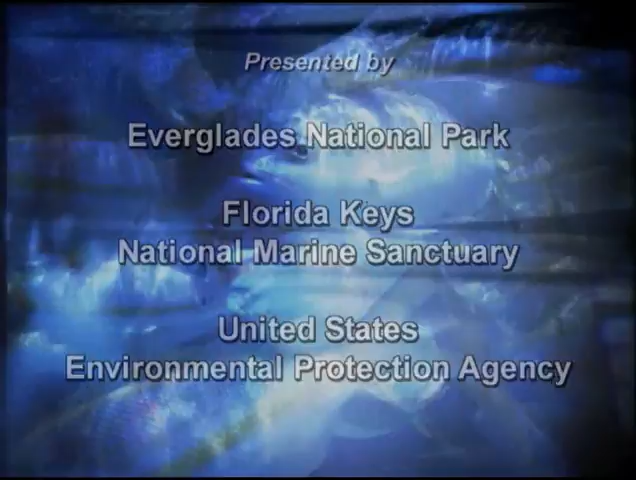 Presented by
Everglades National Park
Florida Keys
National Marine Sanctuary
United States
Environmental Protection Agency